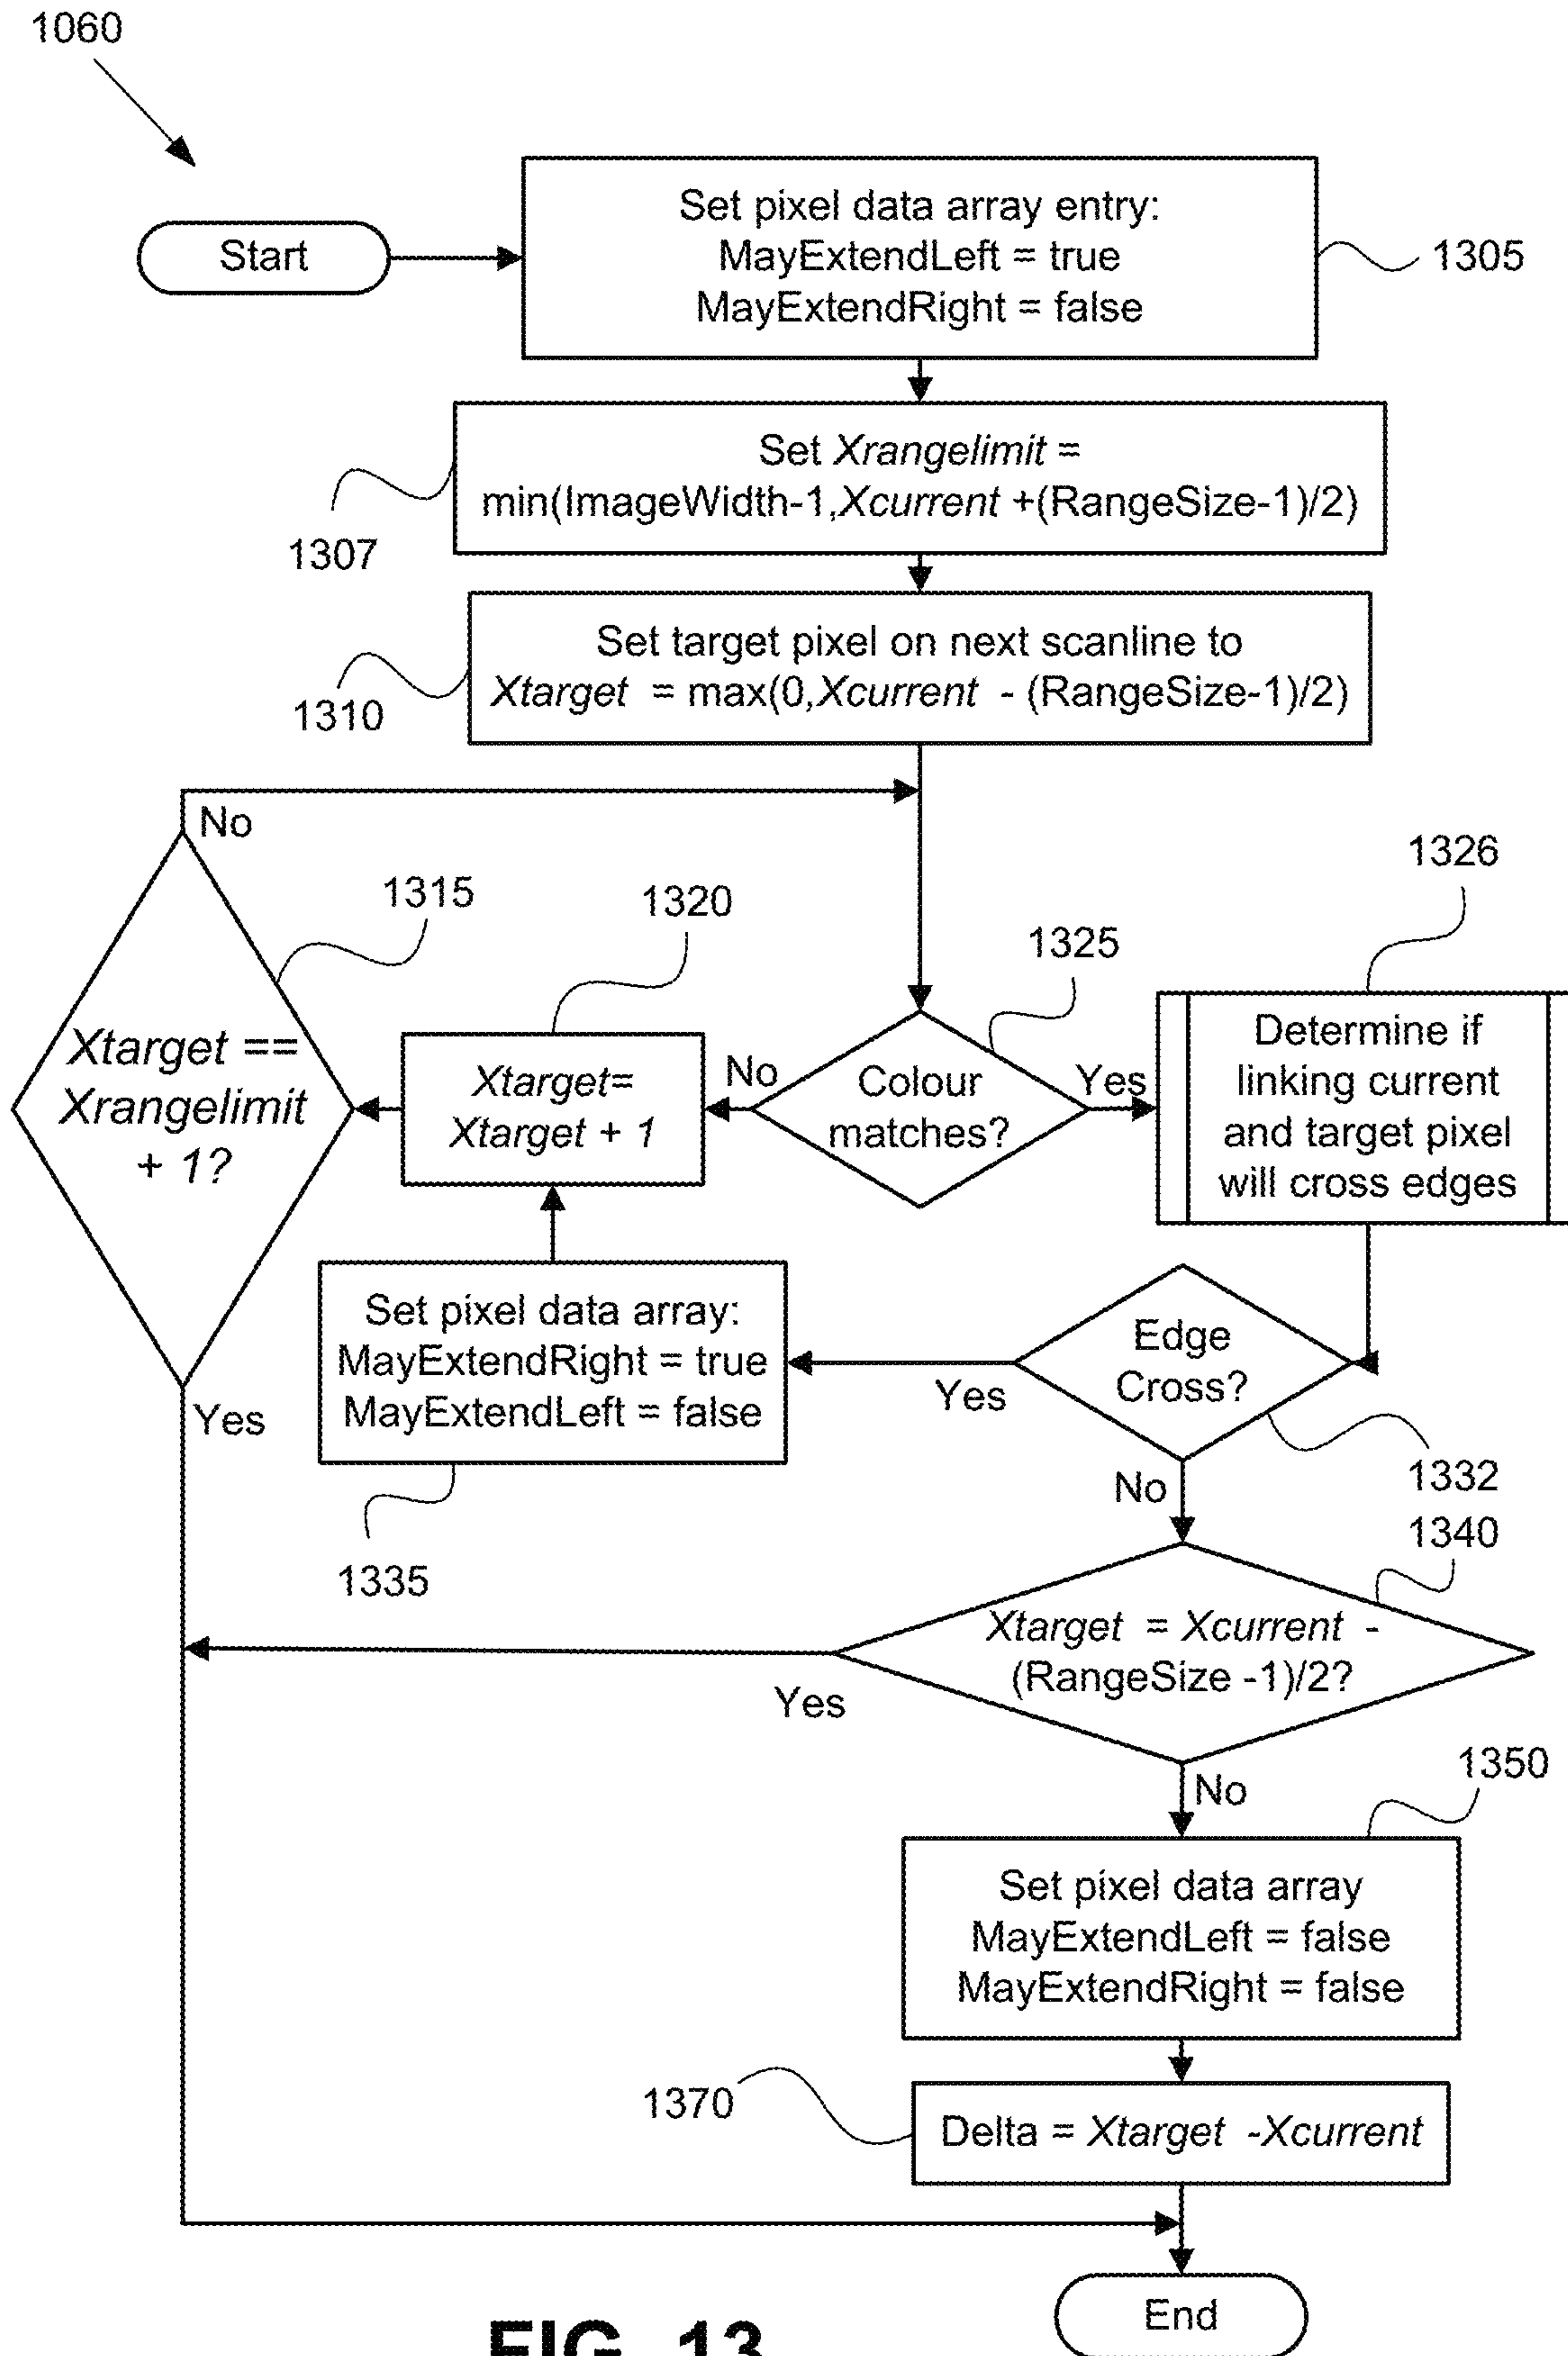 1060
Start
Set pixel data array entry:
MayExtendLeft = true
MayExtendRight = false
1305
Set Xrangelimit =
min(ImageWidth-1,Xcurrent +(RangeSize-1)/2)
1307
Set target pixel on next scanline to
Xtarget = max(0,Xcurrent - (RangeSize-1)/2)
1310
No
1315
1320
1325
1326
Xtarget ==
Xrangelimit
+ 1?
Xtarget=
Xtarget + 1
No
Colour
matches?
Yes
Determine if
linking current
and target pixel
will cross edges
Set pixel data array:
MayExtendRight = true
MayExtendLeft = false
Edge
Cross?
Yes
Yes
1332
No
1335
1340
Xtarget = Xcurrent -
(RangeSize -1)/2?
Yes
No
1350
Set pixel data array
MayExtendLeft = false
MayExtendRight = false
1370
Delta = Xtarget -Xcurrent
End
FIG. 13